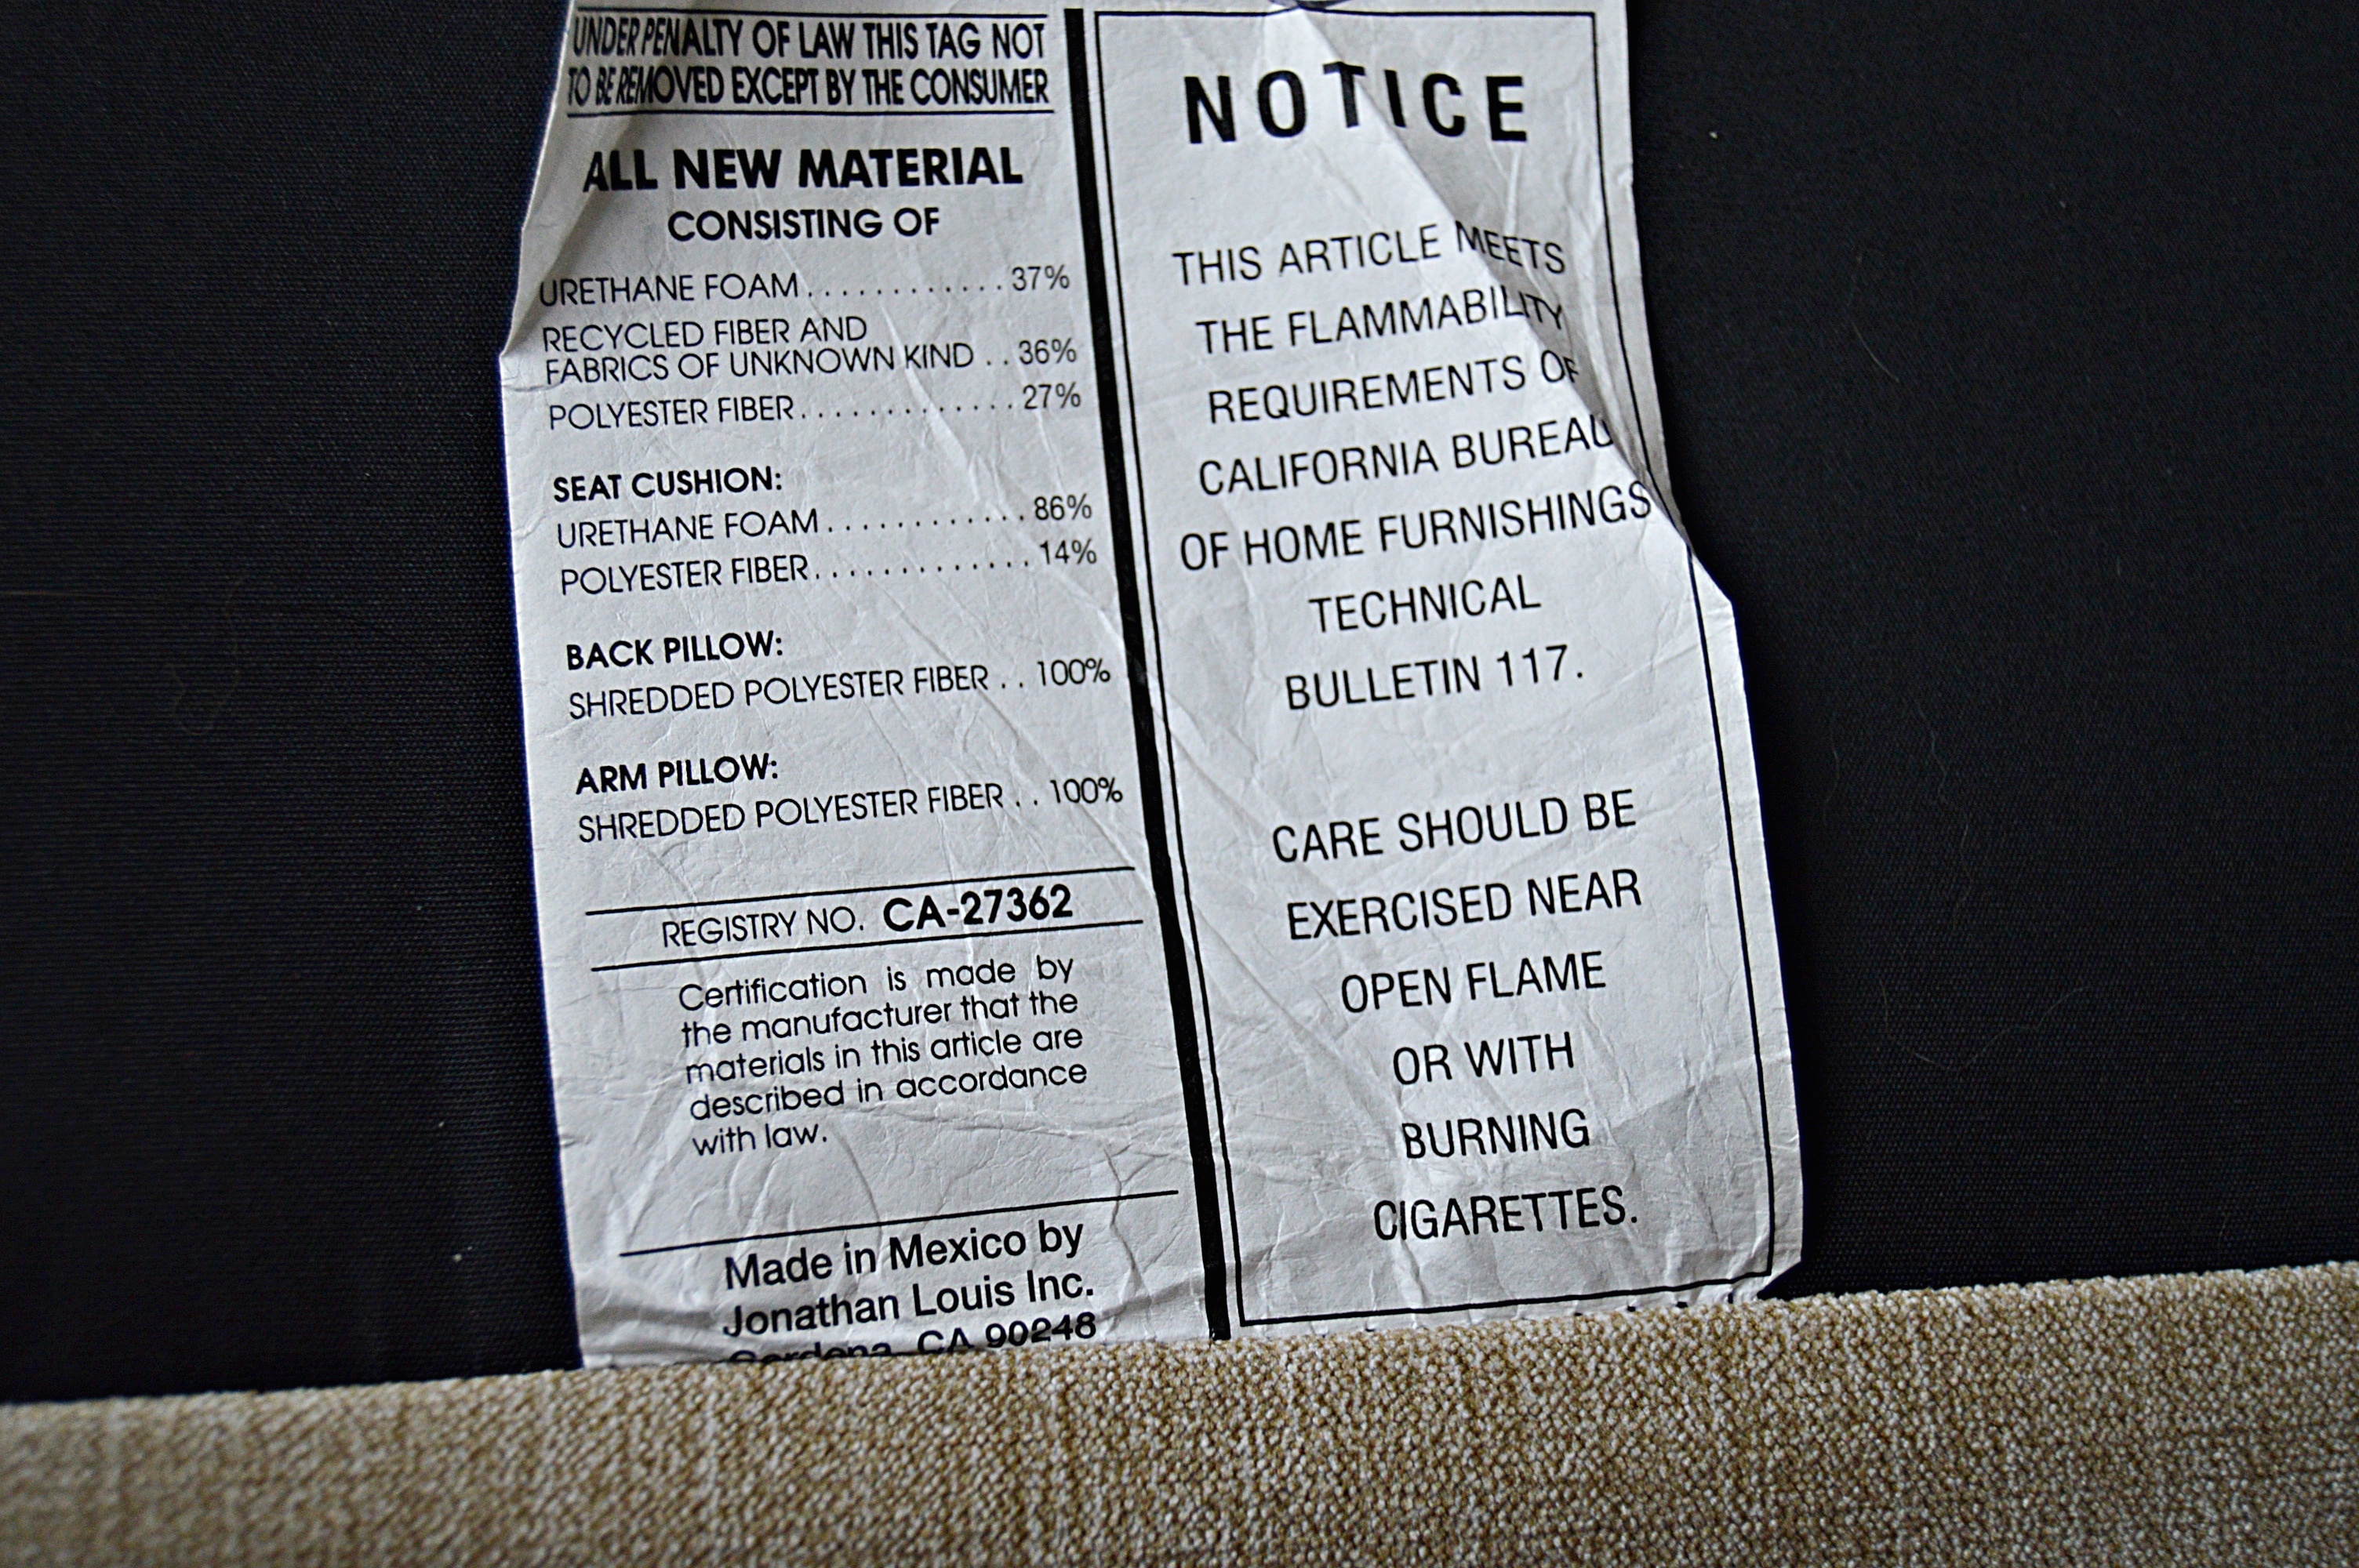 UNDER PENALTY OF LAW THIS TAG NOT
TO BE REMOVED EXCEPT BY THE CONSUMER
ALL NEW MATERIAL
CONSISTING OF
URETHANE FOAM............37%
RECYCLED FIBER AND
FABRICS OF UNKNOWN KIND..36%
POLYESTER FIBER.............27%
SEAT CUSHION:
URETHANE FOAM............86%
POLYESTER FIBER.............14%
BACK PILLOW:
SHREDDED POLYESTER FIBER..100%
ARM PILLOW:
SHREDDED POLYESTER FIBER..100%
REGISTRY NO. CA-27362
Certification is made by
the manufacturer that the
materials in this article are
described in accordance
with law.
Made in Mexico by
Jonathan Louis Inc.
Gardena, CA 90248
NOTICE
THIS ARTICLE MEETS
THE FLAMMABILITY
REQUIREMENTS OF
CALIFORNIA BUREAU
OF HOME FURNISHINGS
TECHNICAL
BULLETIN 117.
CARE SHOULD BE
EXERCISED NEAR
OPEN FLAME
OR WITH
BURNING
CIGARETTES.